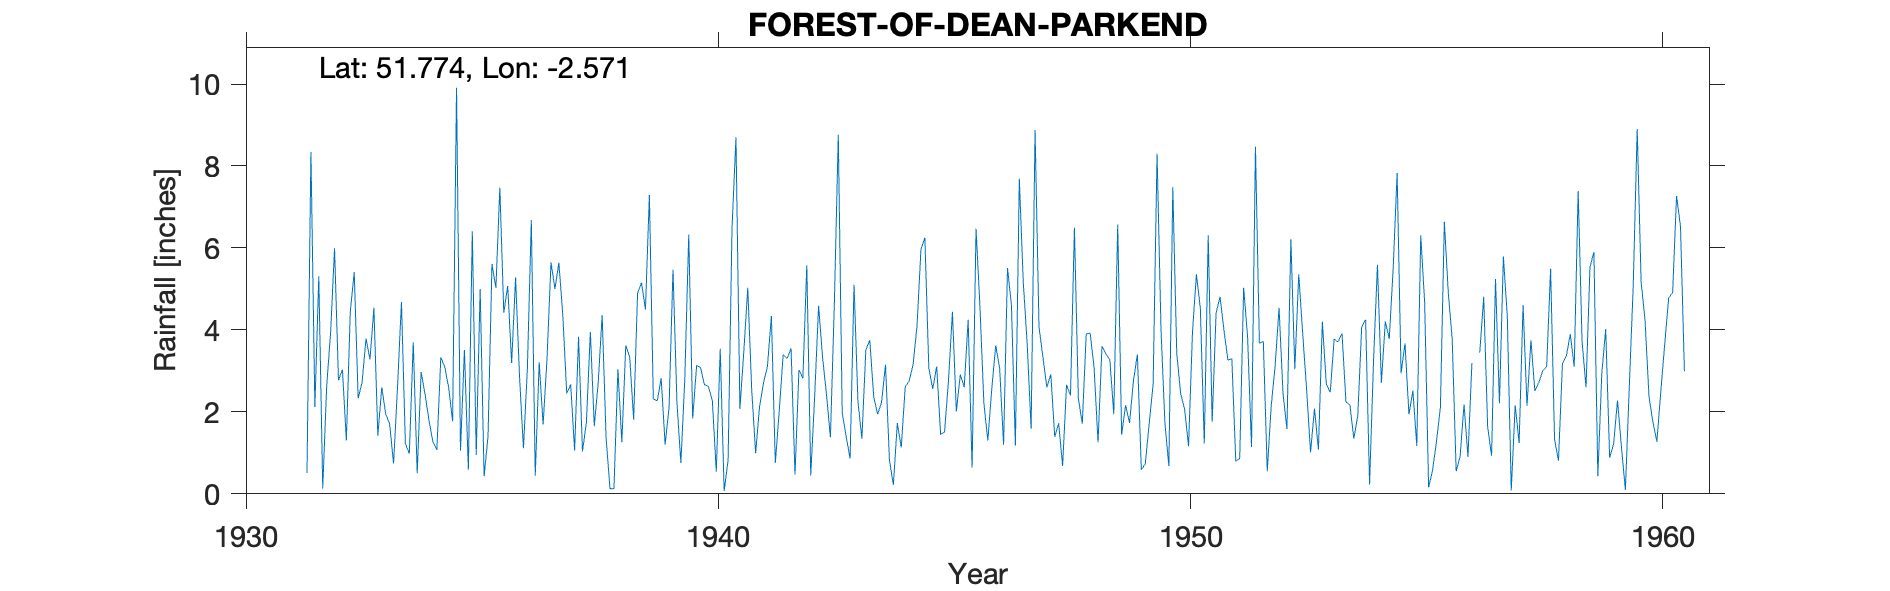 FOREST-OF-DEAN-PARKEND
Lat: 51.774, Lon: -2.571
10
8
6
4
2
0
Rainfall [inches]
1930 1940 1950 1960
Year